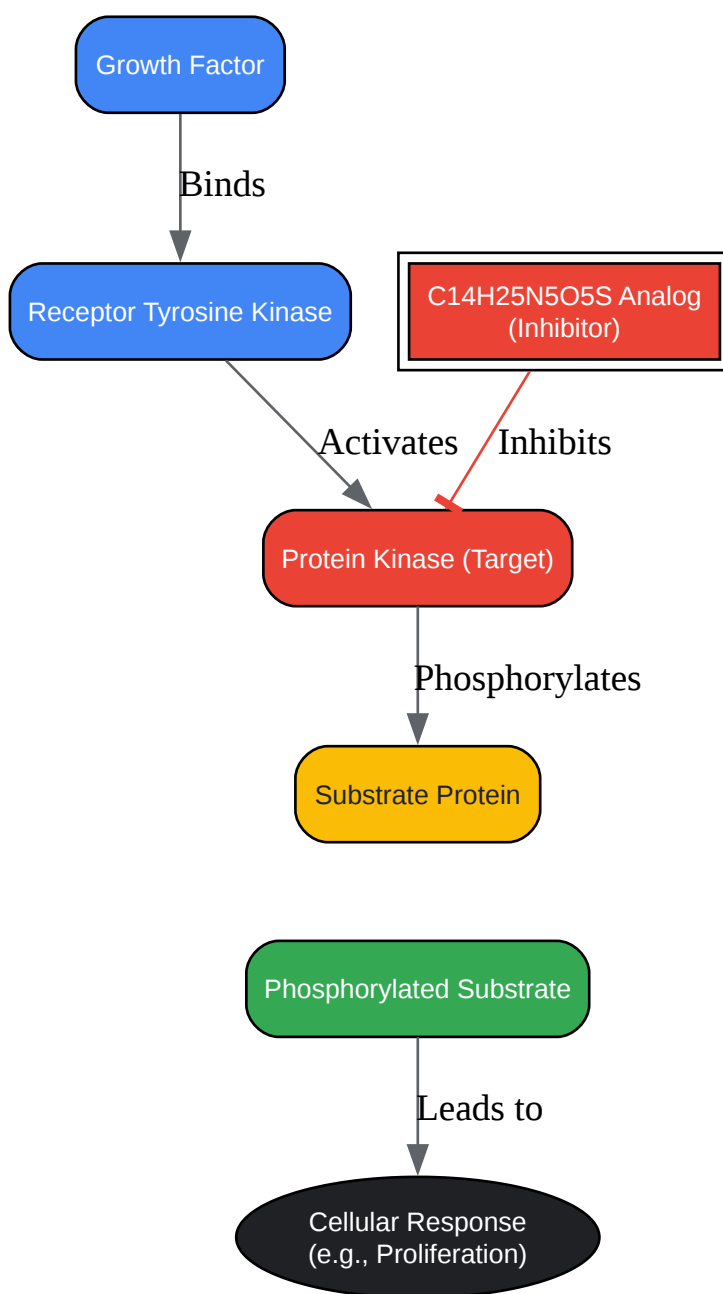 Growth Factor
Binds
Receptor Tyrosine Kinase
C14H25N5O5S Analog
(Inhibitor)
Activates
Inhibits
Protein Kinase (Target)
Phosphorylates
Substrate Protein
Phosphorylated Substrate
Leads to
Cellular Response
(e.g., Proliferation)